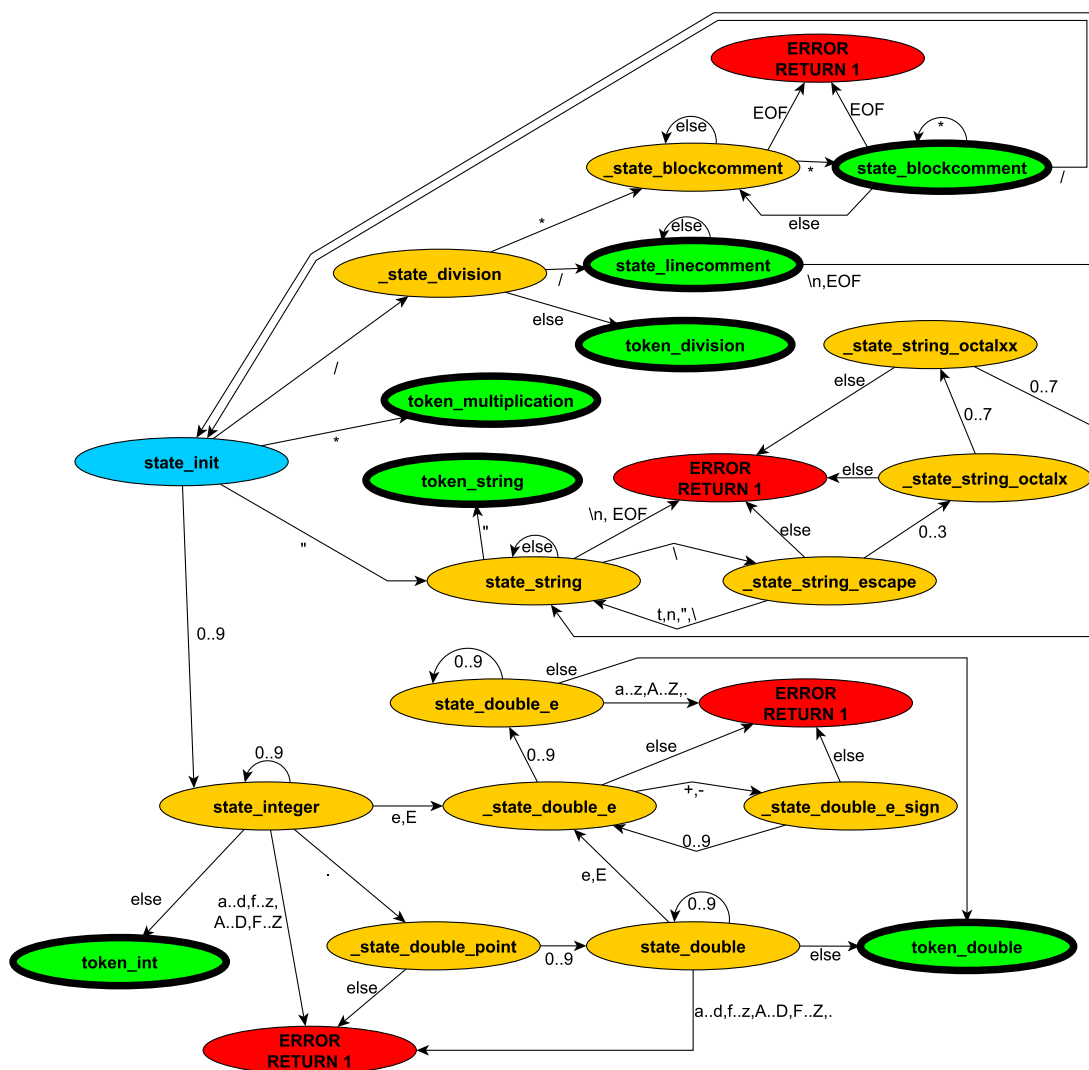 ERROR
RETURN 1
EOF
EOF
else
*
_state_blockcomment
*
state_blockcomment
/
else
*
else
_state_division
/
state_linecomment
\n,EOF
else
token_division
_state_string_octalxx
/
else
0..7
token_multiplication
*
0..7
state_init
ERROR
RETURN 1
else
_state_string_octalx
token_string
\n, EOF
"
else
0..3
"
else
\
state_string
_state_string_escape
t,n,",\
0..9
0..9
else
state_double_e
a..z,A..Z,.
ERROR
RETURN 1
0..9
else
else
0..9
state_integer
e,E
_state_double_e
+,-
_state_double_e_sign
0..9
e,E
.
else
a..d,f..z,
A..D,F..Z
0..9
token_int
_state_double_point
0..9
state_double
else
token_double
else
a..d,f..z,A..D,F..Z,.
ERROR
RETURN 1